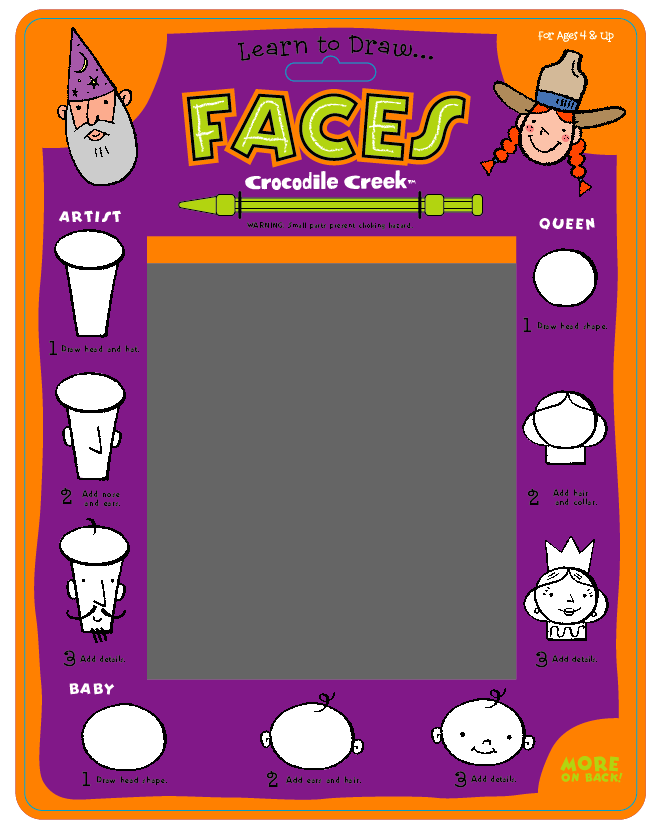 Learn to Draw...
For Ages 4 & Up
FACES
Crocodile Creek™
WARNING: Small parts present choking hazard.
ARTIST
1 Draw head and hat.
2 Add nose
and ears.
3 Add details.
QUEEN
1 Draw head shape.
2 Add hair
and collar.
3 Add details.
BABY
1 Draw head shape.
2 Add ears and hair.
3 Add details.
MORE
ON BACK!